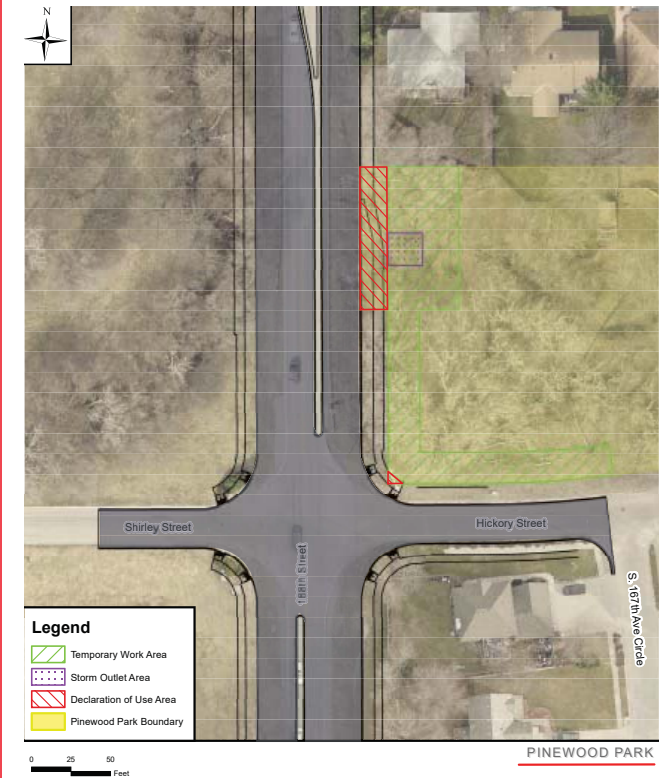 N
Shirley Street
Hickory Street
168th Street
S. 167th Ave Circle
Legend
Temporary Work Area
Storm Outlet Area
Declaration of Use Area
Pinewood Park Boundary
0 25 50
Feet
PINEWOOD PARK